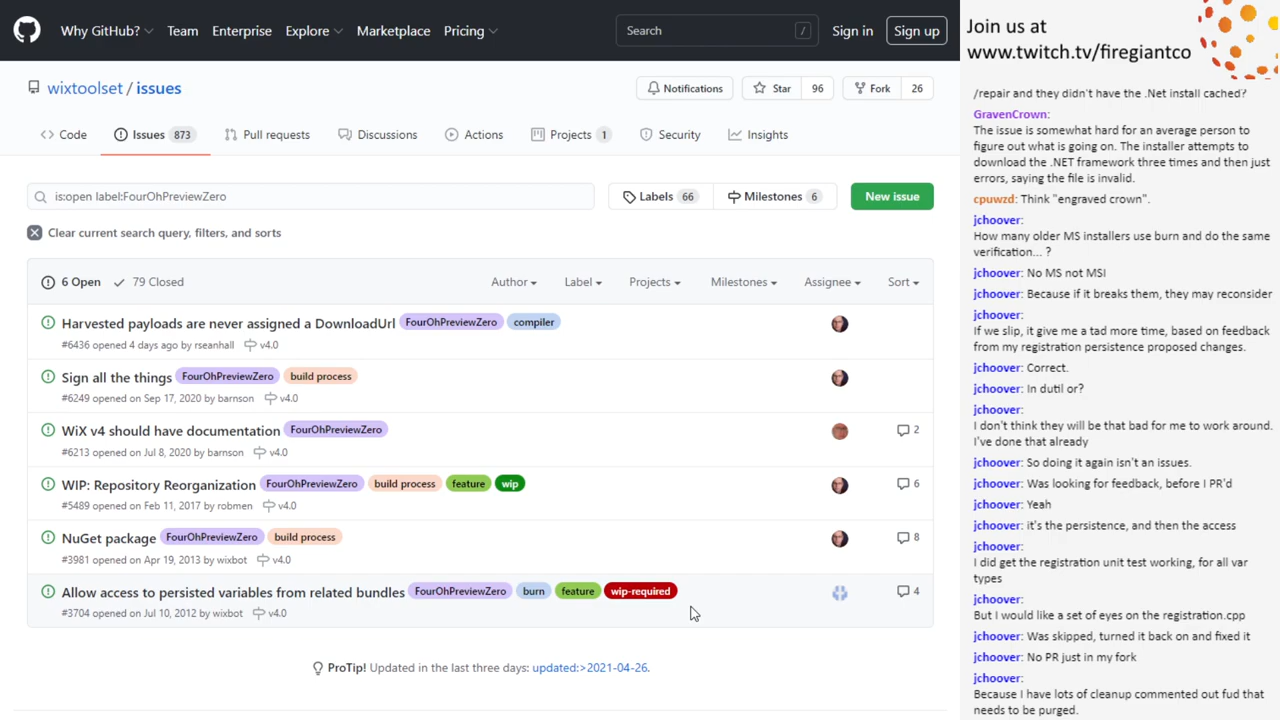 Why GitHub? Team Enterprise Explore Marketplace Pricing Search / Sign in Sign up
wixtoolset / issues Notifications Star 96 Fork 26
Code Issues 873 Pull requests Discussions Actions Projects 1 Security Insights
is:open label:FourOhPreviewZero Labels 66 Milestones 6 New issue
Clear current search query, filters, and sorts
6 Open 79 Closed Author Label Projects Milestones Assignee Sort
Harvested payloads are never assigned a DownloadUrl FourOhPreviewZero compiler
#6436 opened 4 days ago by rseanhall v4.0
Sign all the things FourOhPreviewZero build process
#6249 opened on Sep 17, 2020 by barnson v4.0
WiX v4 should have documentation FourOhPreviewZero 2
#6213 opened on Jul 8, 2020 by barnson v4.0
WIP: Repository Reorganization FourOhPreviewZero build process feature wip 6
#5489 opened on Feb 11, 2017 by robmen v4.0
NuGet package FourOhPreviewZero build process 8
#3981 opened on Apr 19, 2013 by wixbot v4.0
Allow access to persisted variables from related bundles FourOhPreviewZero burn feature wip-required 4
#3704 opened on Jul 10, 2012 by wixbot v4.0
ProTip! Updated in the last three days: updated:>2021-04-26.
Join us at
www.twitch.tv/firegiantco
/repair and they didn't have the .Net install cached?
GravenCrown:
The issue is somewhat hard for an average person to
figure out what is going on. The installer attempts to
download the .NET framework three times and then just
errors, saying the file is invalid.
cpuwzd: Think "engraved crown".
jchoover:
How many older MS installers use burn and do the same
verification... ?
jchoover: No MS not MSI
jchoover: Because if it breaks them, they may reconsider
jchoover:
If we slip, it give me a tad more time, based on feedback
from my registration persistence proposed changes.
jchoover: Correct.
jchoover: In dutil or?
jchoover:
I don't think they will be that bad for me to work around.
I've done that already
jchoover: So doing it again isn't an issues.
jchoover: Was looking for feedback, before I PR'd
jchoover: Yeah
jchoover: it's the persistence, and then the access
jchoover:
I did get the registration unit test working, for all var
types
jchoover:
But I would like a set of eyes on the registration.cpp
jchoover: Was skipped, turned it back on and fixed it
jchoover: No PR just in my fork
jchoover:
Because I have lots of cleanup commented out fud that
needs to be purged.